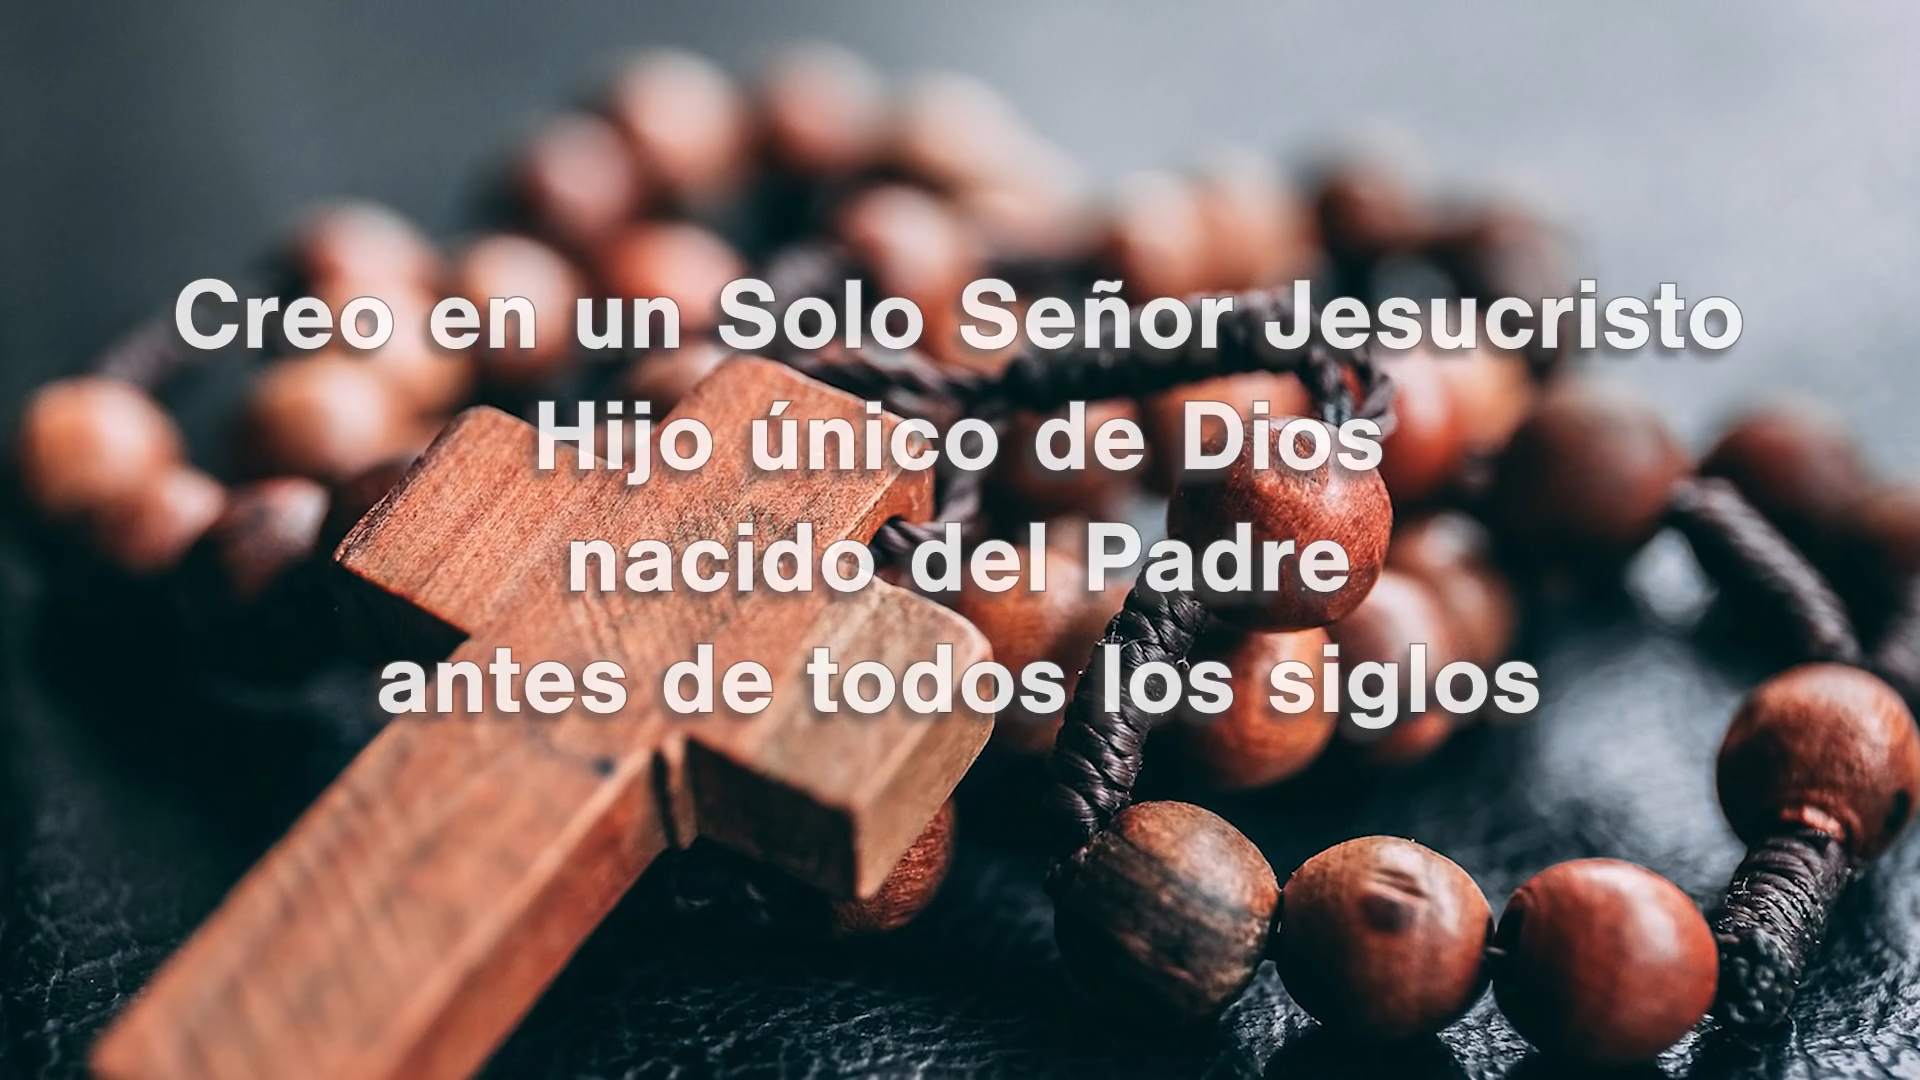 Creo en un Solo Señor Jesucristo
Hijo único de Dios
nacido del Padre
antes de todos los siglos